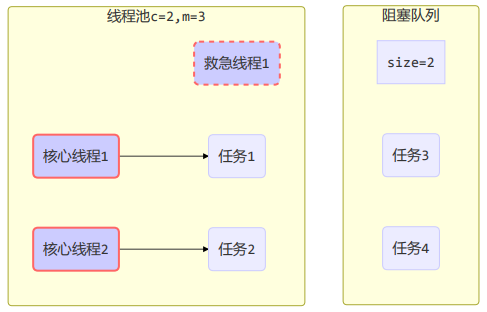 线程池c=2,m=3
救急线程1
核心线程1
任务1
核心线程2
任务2
阻塞队列
size=2
任务3
任务4